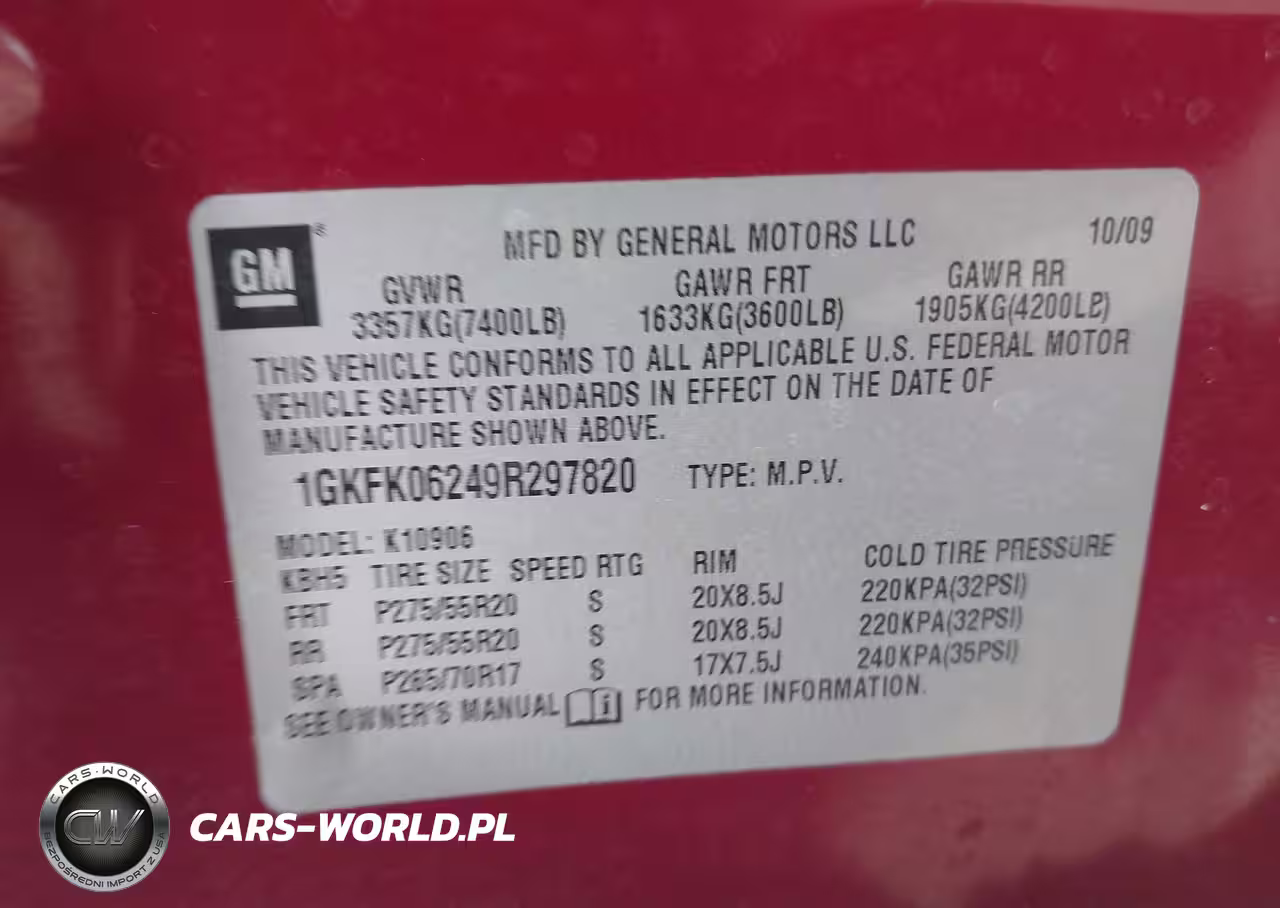 GM®
MFD BY GENERAL MOTORS LLC 10/09
GVWR GAWR FRT GAWR RR
3357KG(7400LB) 1633KG(3600LB) 1905KG(4200LB)
THIS VEHICLE CONFORMS TO ALL APPLICABLE U.S. FEDERAL MOTOR
VEHICLE SAFETY STANDARDS IN EFFECT ON THE DATE OF
MANUFACTURE SHOWN ABOVE.
1GKFK06249R297820 TYPE: M.P.V.
MODEL: K10906
KBH5 TIRE SIZE SPEED RTG RIM COLD TIRE PRESSURE
FRT P275/55R20 S 20X8.5J 220KPA(32PSI)
RR P275/55R20 S 20X8.5J 220KPA(32PSI)
SPA P265/70R17 S 17X7.5J 240KPA(35PSI)
SEE OWNER'S MANUAL i FOR MORE INFORMATION.
CARS-WORLD
CW
BEZPOŚREDNI IMPORT Z USA
CARS-WORLD.PL